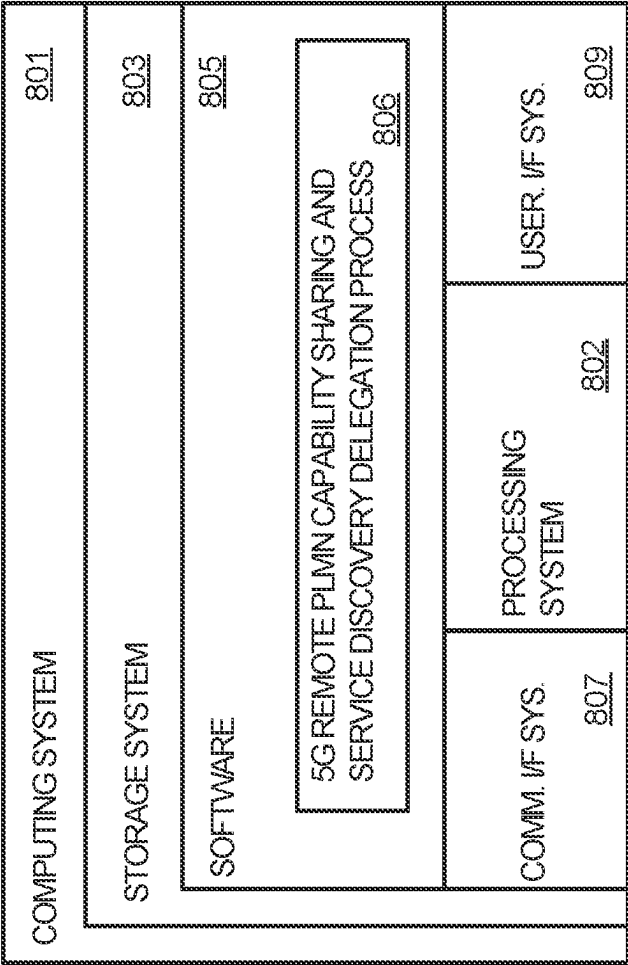 COMPUTING SYSTEM 801
STORAGE SYSTEM 803
SOFTWARE 805
5G REMOTE PLMN CAPABILITY SHARING AND
SERVICE DISCOVERY DELEGATION PROCESS 806
COMM. I/F SYS.
807
PROCESSING
SYSTEM
802
USER. I/F SYS.
809